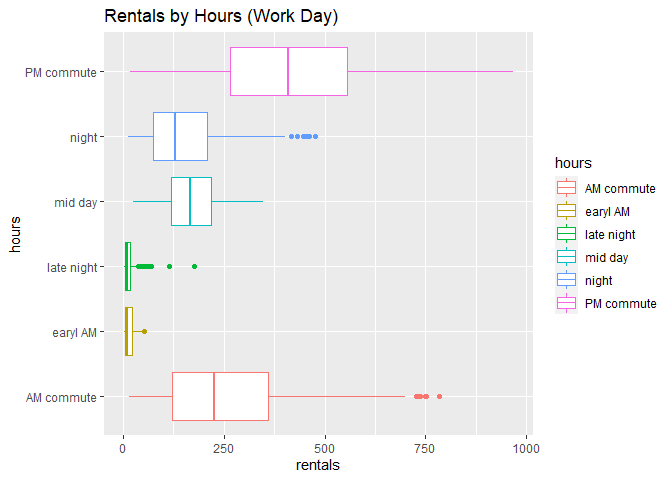 Rentals by Hours (Work Day)
hours
PM commute
night
mid day
late night
earyl AM
AM commute
0
250
500
750
1000
rentals
hours
AM commute
earyl AM
late night
mid day
night
PM commute